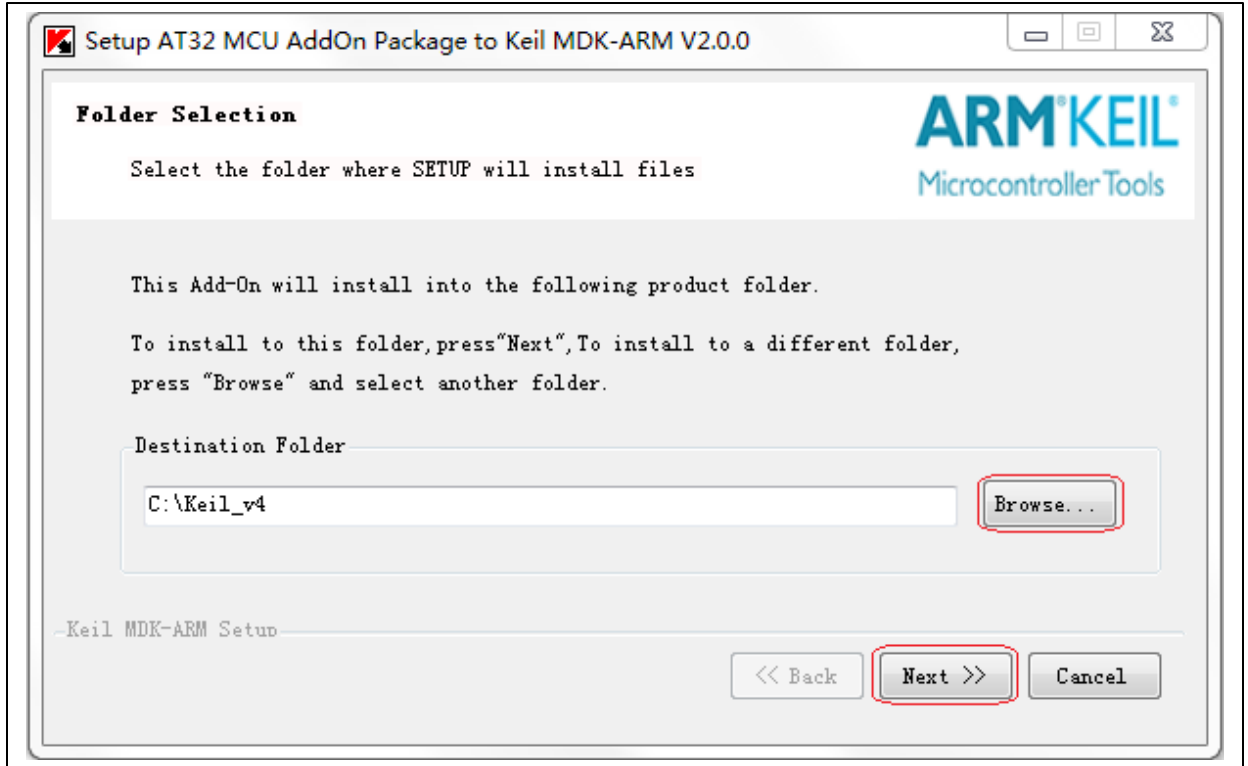 Setup AT32 MCU AddOn Package to Keil MDK-ARM V2.0.0
Folder Selection
Select the folder where SETUP will install files
ARM®KEIL®
Microcontroller Tools
This Add-On will install into the following product folder.
To install to this folder,press"Next",To install to a different folder,
press "Browse" and select another folder.
Destination Folder
C:\Keil_v4
Browse...
Keil MDK-ARM Setup
<< Back
Next >>
Cancel